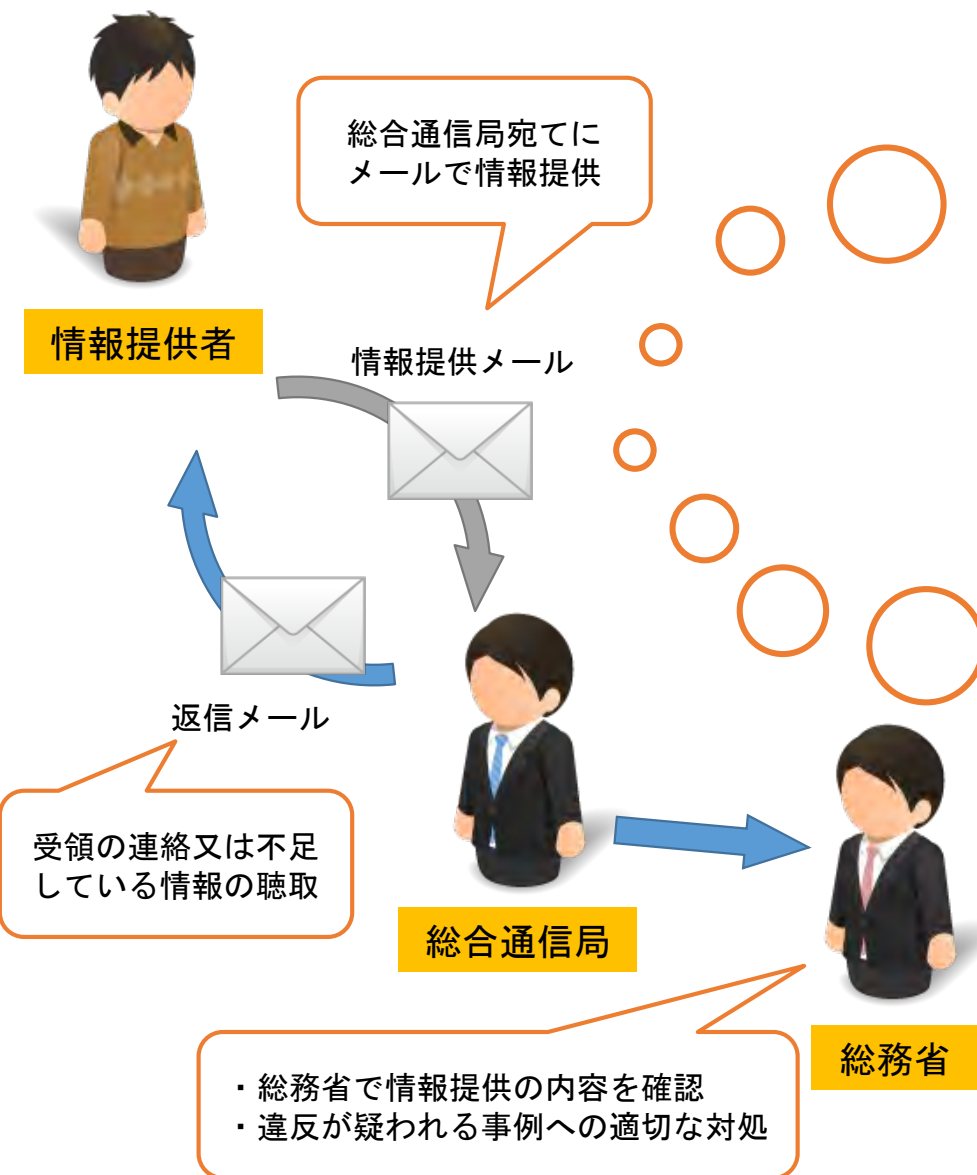 総合通信局宛てに
メールで情報提供
情報提供者
情報提供メール
返信メール
受領の連絡又は不足
している情報の聴取
総合通信局
総務省
・総務省で情報提供の内容を確認
・違反が疑われる事例への適切な対処